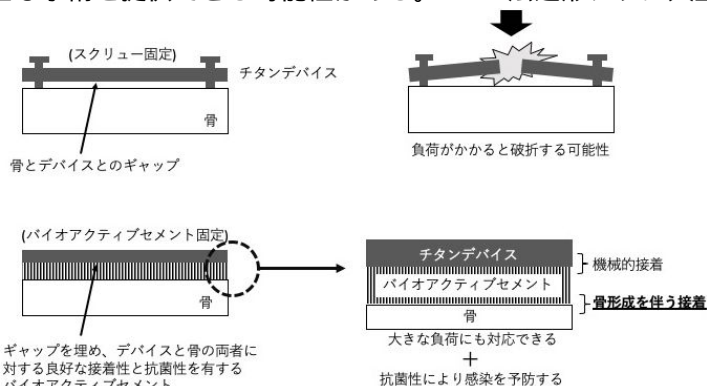 (スクリュー固定)
チタンデバイス
骨
骨とデバイスとのギャップ
負荷がかかると破折する可能性
(バイオアクティブセメント固定)
骨
ギャップを埋め、デバイスと骨の両者に
対する良好な接着性と抗菌性を有する
バイオアクティブセメント
チタンデバイス
バイオアクティブセメント
骨
機械的接着
骨形成を伴う接着
大きな負荷にも対応できる
+
抗菌性により感染を予防する